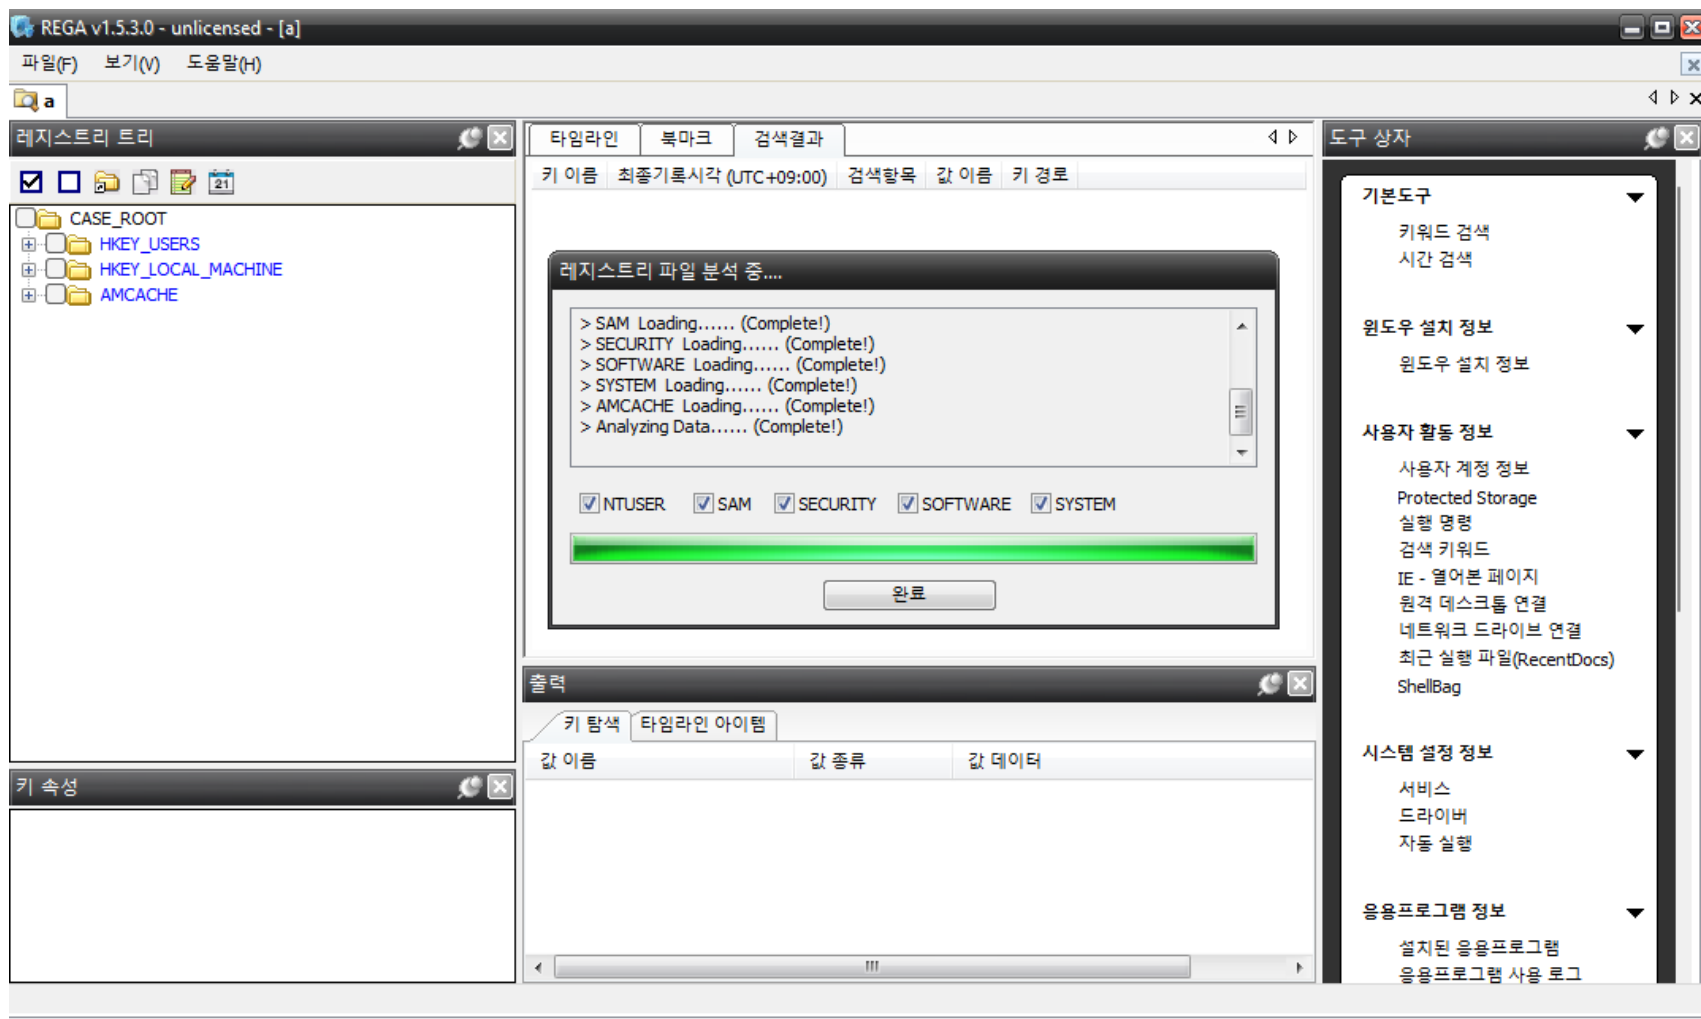 REGA v1.5.3.0 - unlicensed - [a]
파일(F) 보기(V) 도움말(H)
a
레지스트리 트리
21
CASE_ROOT
HKEY_USERS
HKEY_LOCAL_MACHINE
AMCACHE
키 속성
타임라인 북마크 검색결과
키 이름 최종기록시각 (UTC+09:00) 검색항목 값 이름 키 경로
레지스트리 파일 분석 중....
> SAM Loading...... (Complete!)
> SECURITY Loading...... (Complete!)
> SOFTWARE Loading...... (Complete!)
> SYSTEM Loading...... (Complete!)
> AMCACHE Loading...... (Complete!)
> Analyzing Data...... (Complete!)
NTUSER SAM SECURITY SOFTWARE SYSTEM
완료
출력
키 탐색 타임라인 아이템
값 이름 값 종류 값 데이터
도구 상자
기본도구
키워드 검색
시간 검색
윈도우 설치 정보
윈도우 설치 정보
사용자 활동 정보
사용자 계정 정보
Protected Storage
실행 명령
검색 키워드
IE - 열어본 페이지
원격 데스크톱 연결
네트워크 드라이브 연결
최근 실행 파일(RecentDocs)
ShellBag
시스템 설정 정보
서비스
드라이버
자동 실행
응용프로그램 정보
설치된 응용프로그램
응용프로그램 사용 로그